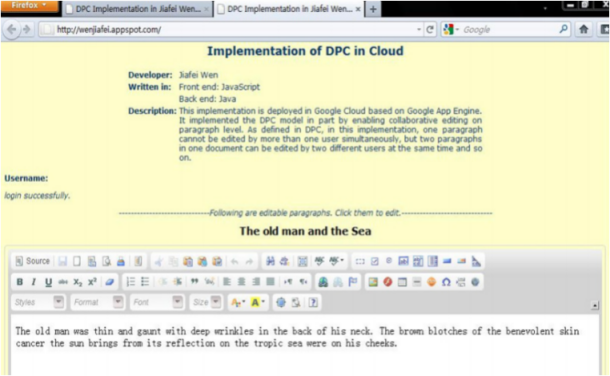 Firefox
DPC Implementation in Jiafei Wen...
DPC Implementation in Jiafei Wen...
http://wenjiafei.appspot.com/
Google
Implementation of DPC in Cloud
Developer: Jiafei Wen
Written in: Front end: JavaScript
Back end: Java
Description: This implementation is deployed in Google Cloud based on Google App Engine.
It implemented the DPC model in part by enabling collaborative editing on
paragraph level. As defined in DPC, in this implementation, one paragraph
cannot be edited by more than one user simultaneously, but two paragraphs
in one document can be edited by two different users at the same time and so
on.
Username:
login successfully.
Following are editable paragraphs. Click them to edit.
The old man and the Sea
Source
B I U abc X₂ X²
Styles Format Font Size
The old man was thin and gaunt with deep wrinkles in the back of his neck. The brown blotches of the benevolent skin
cancer the sun brings from its reflection on the tropic sea were on his cheeks.